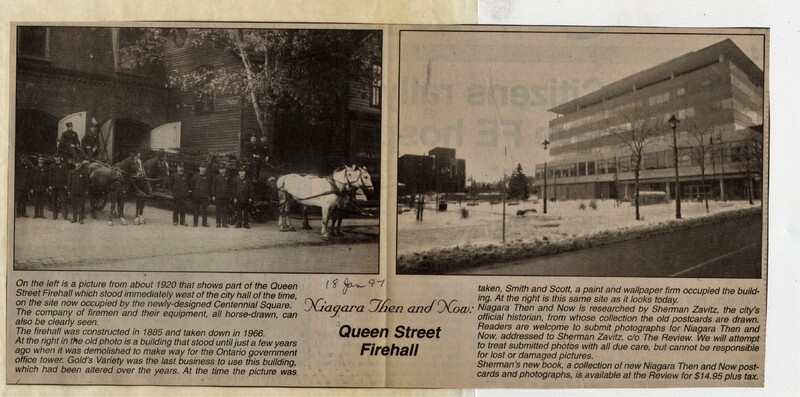 On the left is a picture from about 1920 that shows part of the Queen
Street Firehall which stood immediately west of the city hall of the time,
on the site now occupied by the newly-designed Centennial Square.
The company of firemen and their equipment, all horse-drawn, can
also be clearly seen.
The firehall was constructed in 1885 and taken down in 1966.
At the right in the old photo is a building that stood until just a few years
ago when it was demolished to make way for the Ontario government
office tower. Gold's Variety was the last business to use this building,
which had been altered over the years. At the time the picture was
18 Jan 97
Niagara Then and Now:
Queen Street
Firehall
taken, Smith and Scott, a paint and wallpaper firm occupied the build-
ing. At the right is this same site as it looks today.
Niagara Then and Now is researched by Sherman Zavitz, the city's
official historian, from whose collection the old postcards are drawn.
Readers are welcome to submit photographs for Niagara Then and
Now, addressed to Sherman Zavitz, c/o The Review. We will attempt
to treat submitted photos with all due care, but cannot be responsible
for lost or damaged pictures.
Sherman's new book, a collection of new Niagara Then and Now post-
cards and photographs, is available at the Review for $14.95 plus tax.